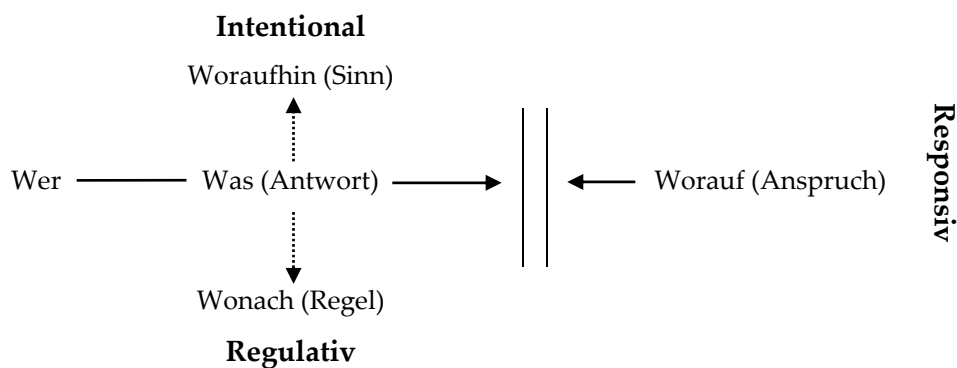 Intentional
Woraufhin (Sinn)
Wer
Was (Antwort)
Worauf (Anspruch)
Responsiv
Wonach (Regel)
Regulativ